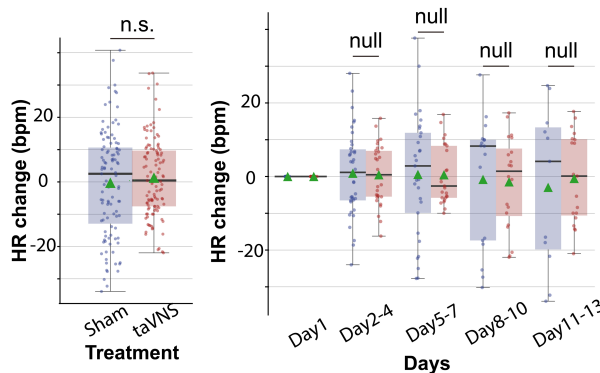 n.s.
HR change (bpm)
20
0
-20
Sham
taVNS
Treatment
null
null
null
null
HR change (bpm)
20
0
-20
Day1
Day2-4
Day5-7
Day8-10
Day11-13
Days